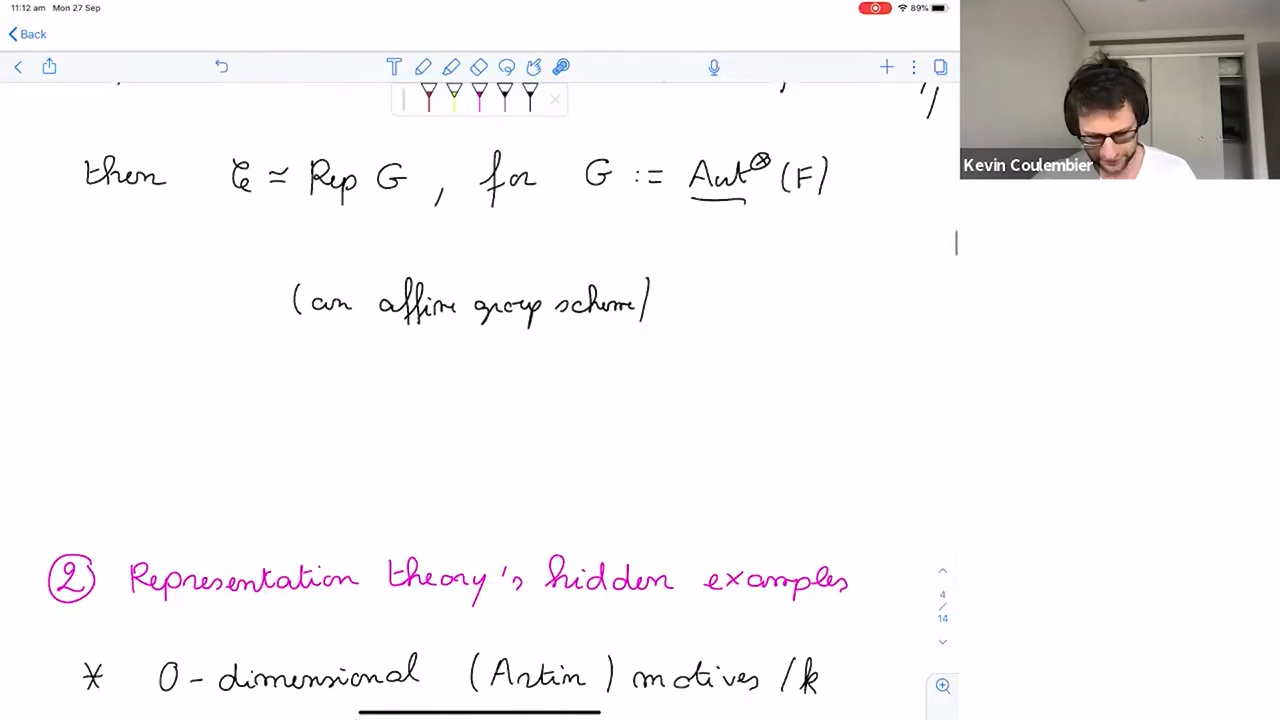 11:12 am Mon 27 Sep
89%
Back
Kevin Coulembier
then 𝒞 ≃ Rep G , for G := Aut^⊗ (F)
(an affine group scheme)
② Representation theory's hidden examples
* 0 - dimensional (Artin) motives /k
4
/
14